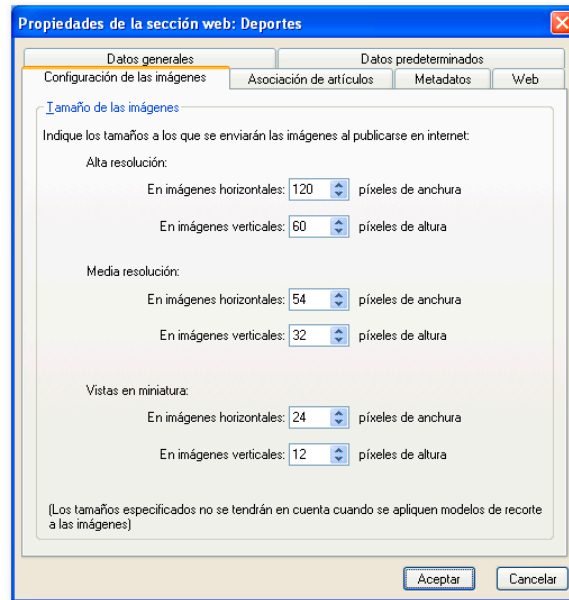 Propiedades de la sección web: Deportes
Datos generales Datos predeterminados
Configuración de las imágenes Asociación de artículos Metadatos Web
Tamaño de las imágenes
Indique los tamaños a los que se enviarán las imágenes al publicarse en internet:
Alta resolución:
En imágenes horizontales: 120 píxeles de anchura
En imágenes verticales: 60 píxeles de altura
Media resolución:
En imágenes horizontales: 54 píxeles de anchura
En imágenes verticales: 32 píxeles de altura
Vistas en miniatura:
En imágenes horizontales: 24 píxeles de anchura
En imágenes verticales: 12 píxeles de altura
(Los tamaños especificados no se tendrán en cuenta cuando se apliquen modelos de recorte
a las imágenes)
Aceptar Cancelar